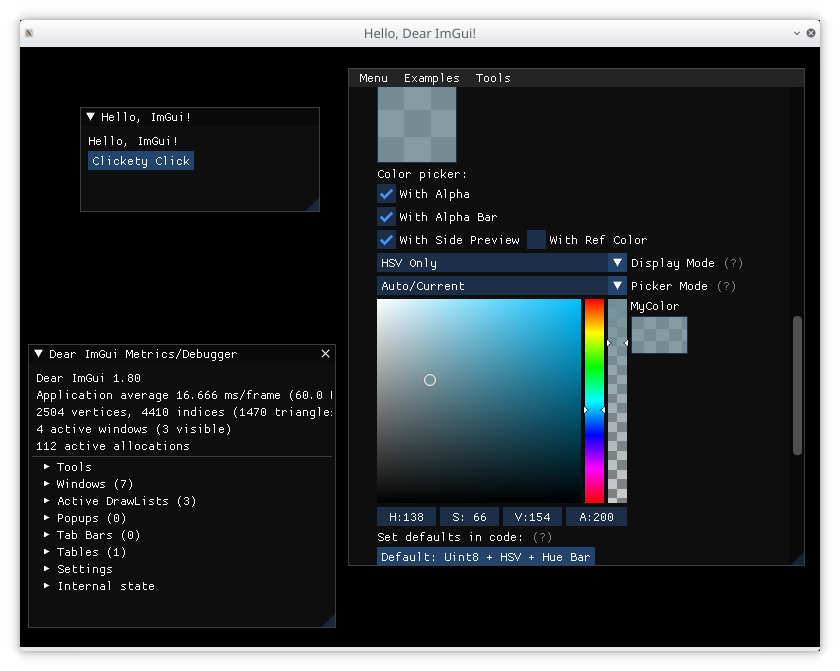 Hello, Dear ImGui!
Hello, ImGui!
Hello, ImGui!
Clickety Click
Dear ImGui Metrics/Debugger
Dear ImGui 1.80
Application average 16.666 ms/frame (60.0
2504 vertices, 4410 indices (1470 triangles
4 active windows (3 visible)
112 active allocations
Tools
Windows (7)
Active DrawLists (3)
Popups (0)
Tab Bars (0)
Tables (1)
Settings
Internal state
Menu Examples Tools
Color picker:
With Alpha
With Alpha Bar
With Side Preview With Ref Color
HSV Only Display Mode (?)
Auto/Current Picker Mode (?)
MyColor
H:138 S: 66 V:154 A:200
Set defaults in code: (?)
Default: Uint8 + HSV + Hue Bar